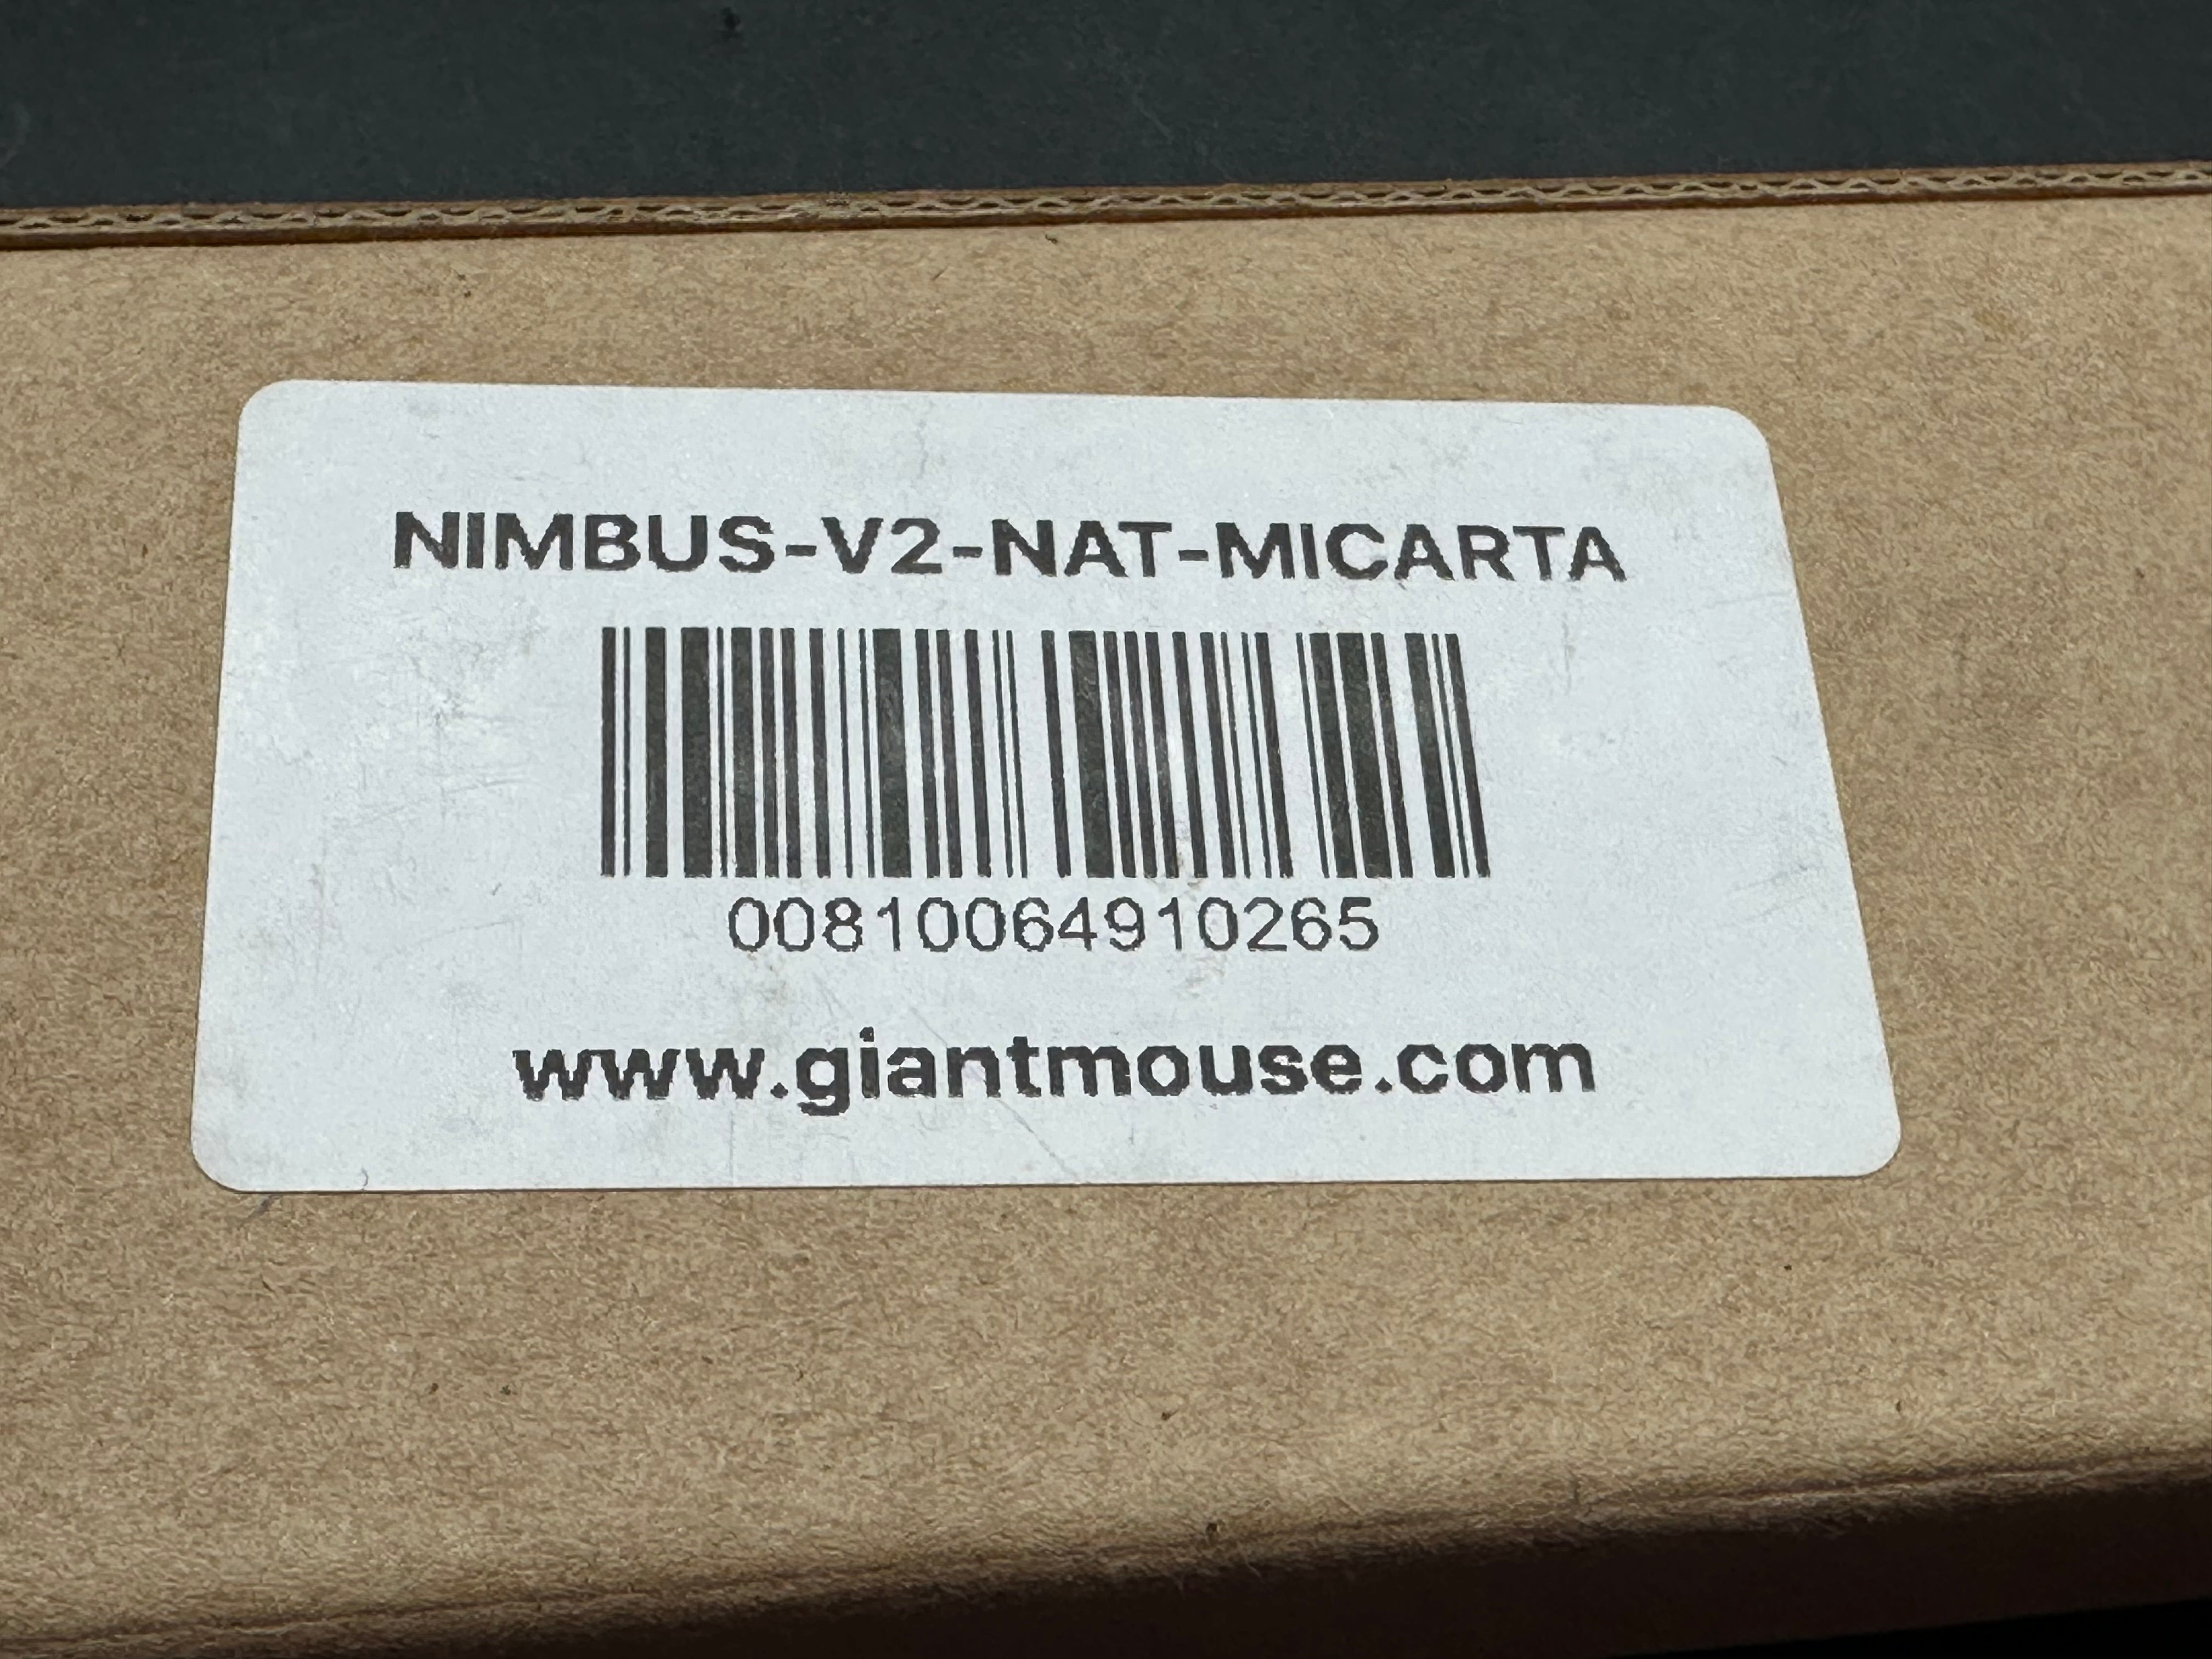 NIMBUS-V2-NAT-MICARTA
00810064910265
www.giantmouse.com